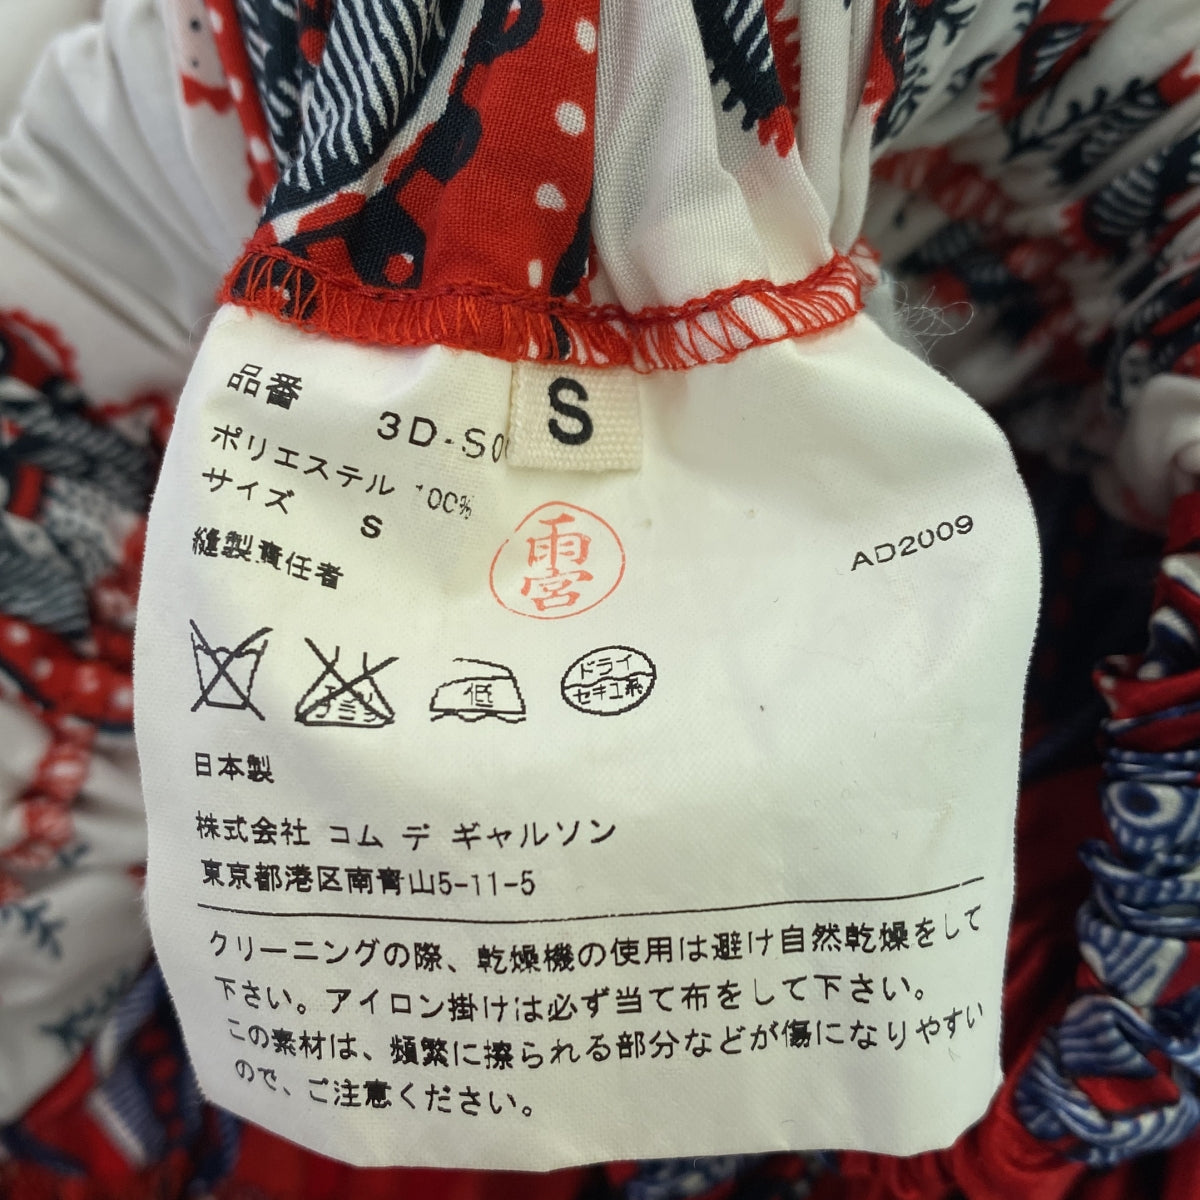 S
品番 3D-S0
ポリエステル 100%
サイズ S
縫製責任者 雨宮
AD2009
チミツ
低
ドライ
セキユ系
日本製
株式会社 コム デ ギャルソン
東京都港区南青山5-11-5
クリーニングの際、乾燥機の使用は避け自然乾燥をして
下さい。アイロン掛けは必ず当て布をして下さい。
この素材は、頻繁に擦られる部分などが傷になりやすい
ので、ご注意ください。